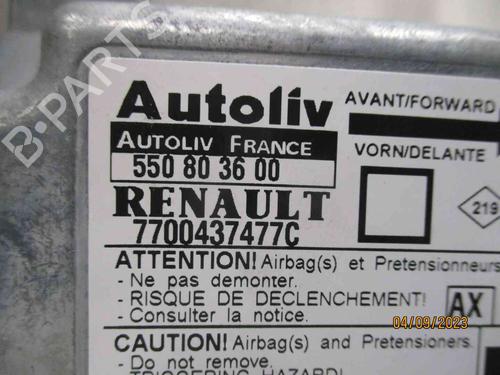 Autoliv
AVANT/FORWARD
AUTOLIV FRANCE
VORN/DELANTE
550 80 36 00
RENAULT
219
7700437477C
ATTENTION! Airbag(s) et Pretensionneurs
- Ne pas demonter.
- RISQUE DE DECLENCHEMENT!
AX
- Consulter la notice.
04/09/2023
CAUTION! Airbag(s) and Pretensioners.
- Do not remove.
- TRIGGERING HAZARD!
B-PARTS